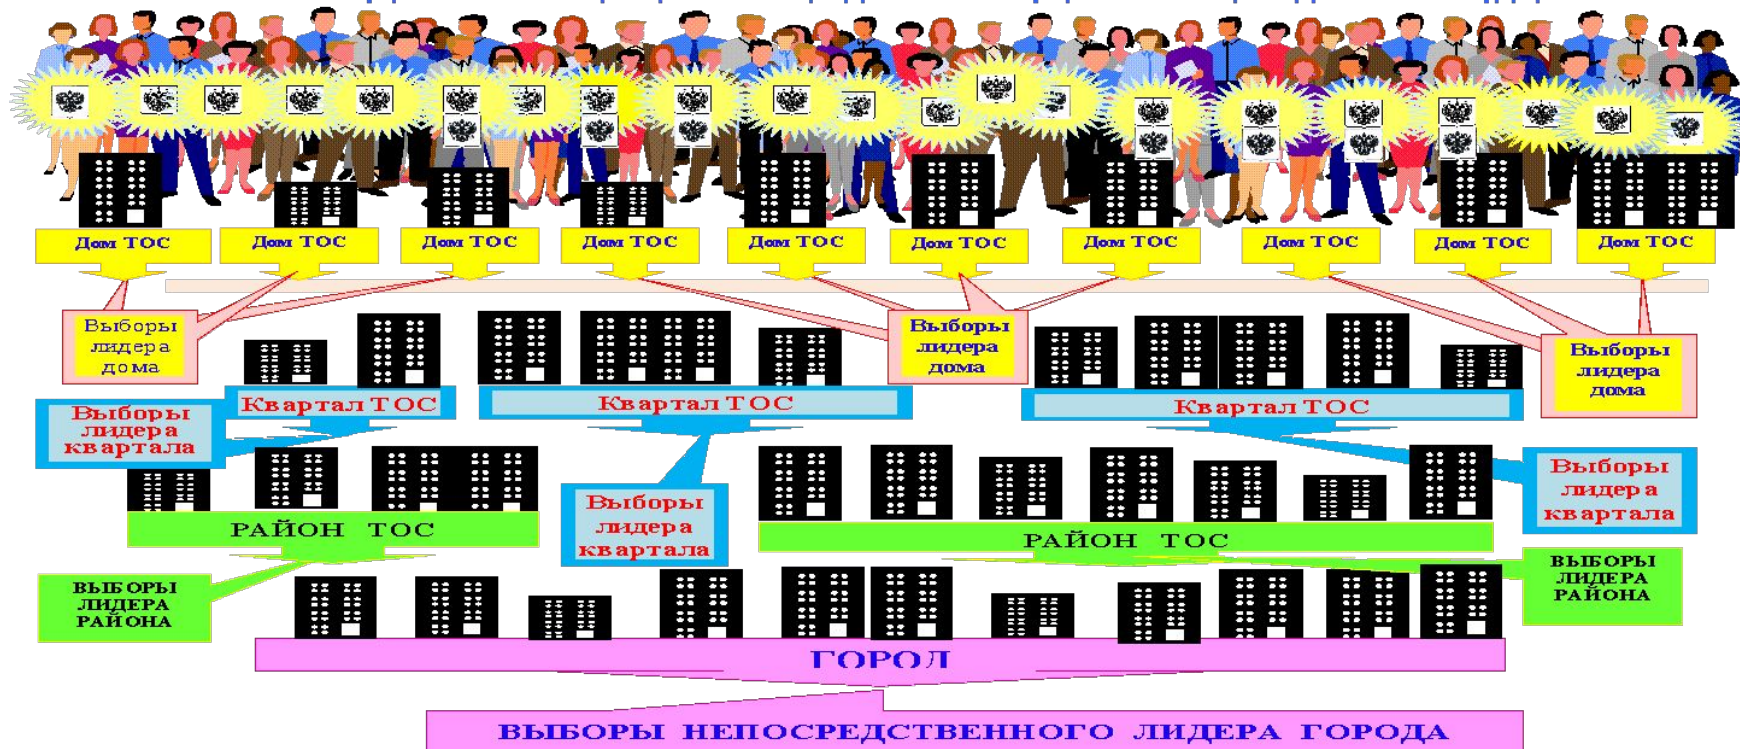 Дом ТОС
Дом ТОС
Дом ТОС
Дом ТОС
Дом ТОС
Дом ТОС
Дом ТОС
Дом ТОС
Дом ТОС
Дом ТОС
Выборы
лидера
дома
Выборы
лидера
дома
Выборы
лидера
дома
Квартал ТОС
Квартал ТОС
Квартал ТОС
Выборы
лидера
квартала
Выборы
лидера
квартала
Выборы
лидера
квартала
РАЙОН ТОС
РАЙОН ТОС
ВЫБОРЫ
ЛИДЕРА
РАЙОНА
ВЫБОРЫ
ЛИДЕРА
РАЙОНА
ГОРОД
ВЫБОРЫ НЕПОСРЕДСТВЕННОГО ЛИДЕРА ГОРОДА